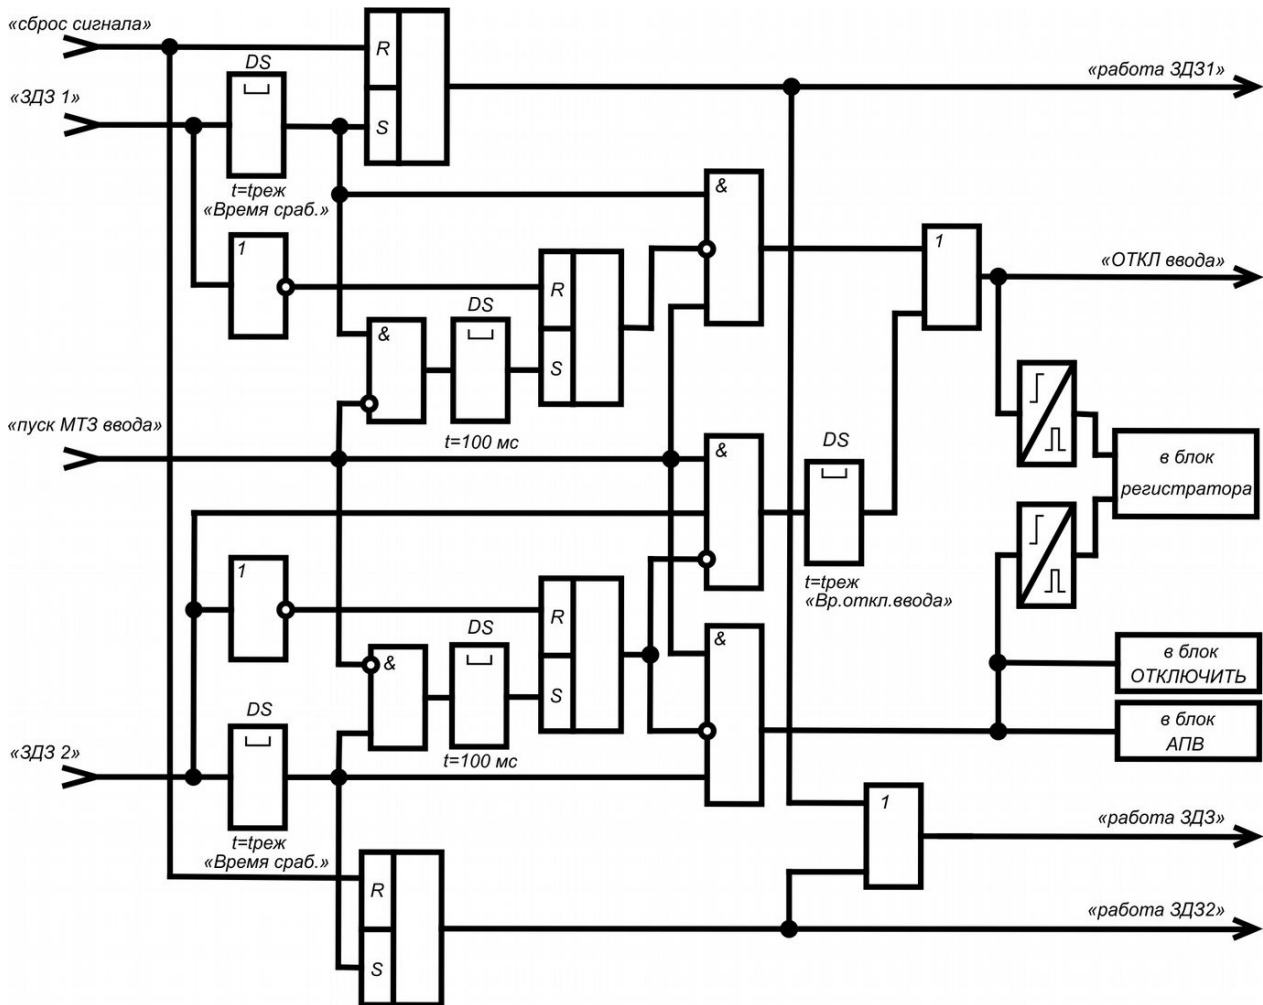 «сброс сигнала»
R
DS
«работа ЗДЗ1»
«ЗДЗ 1»
S
t=tреж
«Время сраб.»
&
1
1
«ОТКЛ ввода»
R
DS
&
S
«пуск МТЗ ввода»
t=100 мс
&
DS
в блок
регистратора
1
t=tреж
«Вр.откл.ввода»
R
DS
&
&
S
в блок
ОТКЛЮЧИТЬ
DS
в блок
АПВ
«ЗДЗ 2»
t=100 мс
1
«работа ЗДЗ»
t=tреж
«Время сраб.»
R
«работа ЗДЗ2»
S